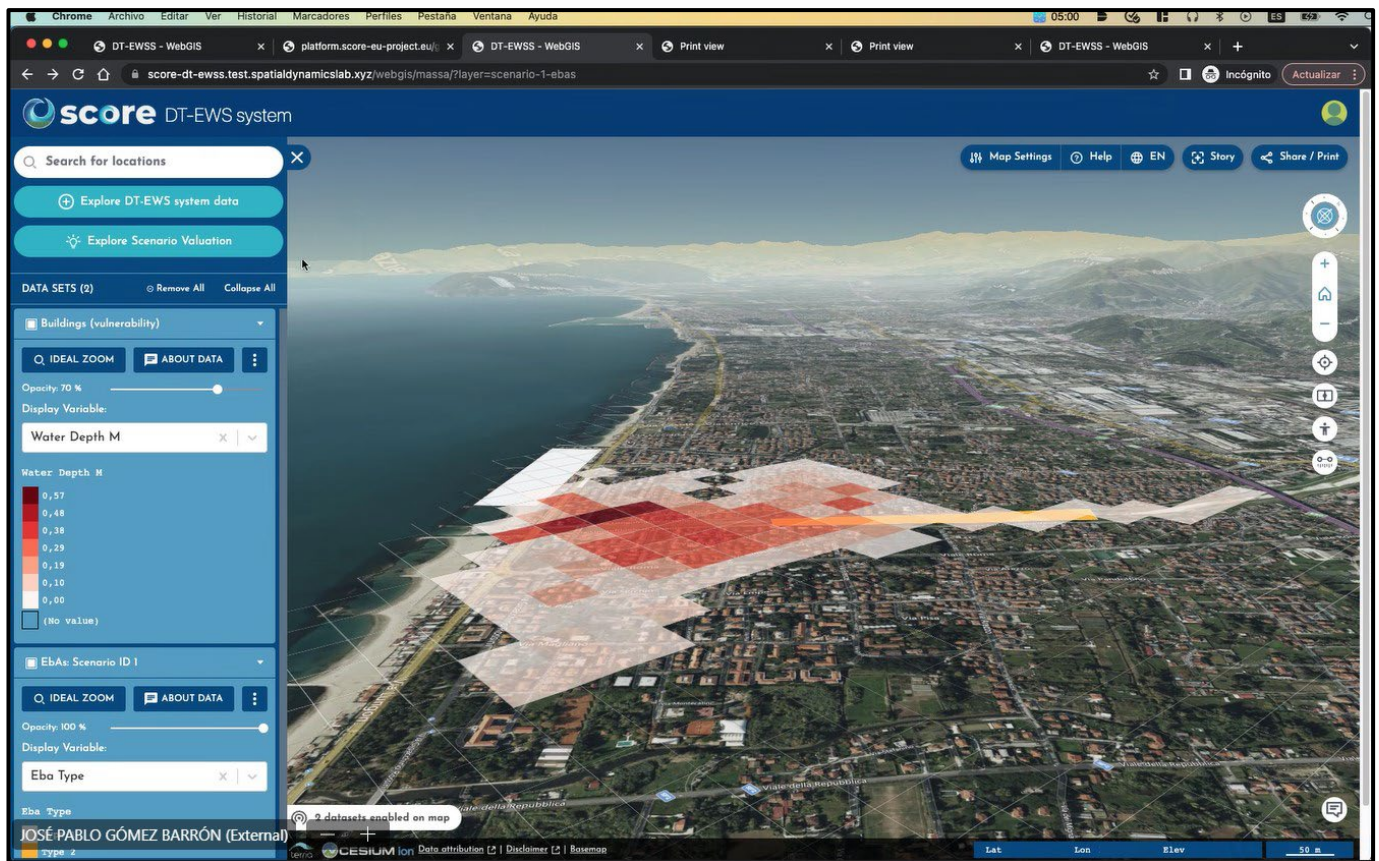 Chrome Archivo Editar Ver Historial Marcadores Perfiles Pestaña Ventana Ayuda 05:00 ES
DT-EWSS - WebGIS platform.score-eu-project.eu/g DT-EWSS - WebGIS Print view Print view DT-EWSS - WebGIS
score-dt-ewss.test.spatialdynamicslab.xyz/webgis/massa/?layer=scenario-1-ebas Incógnito Actualizar
score DT-EWS system
Search for locations
Map Settings Help EN Story Share / Print
Explore DT-EWS system data
Explore Scenario Valuation
DATA SETS (2) Remove All Collapse All
Buildings (vulnerability)
IDEAL ZOOM ABOUT DATA
Opacity: 70 %
Display Variable:
Water Depth M
Water Depth M
0,57
0,48
0,38
0,29
0,19
0,10
0,00
(No value)
EbAs: Scenario ID 1
IDEAL ZOOM ABOUT DATA
Opacity: 100 %
Display Variable:
Eba Type
Eba Type
Type 2
JOSÉ PABLO GÓMEZ BARRÓN (External)
2 datasets enabled on map
Via Pisa
Viale della Repubblica
Viale della Repubblica
terria CESIUM ion Data attribution | Disclaimer | Basemap
Lat Lon Elev 50 m